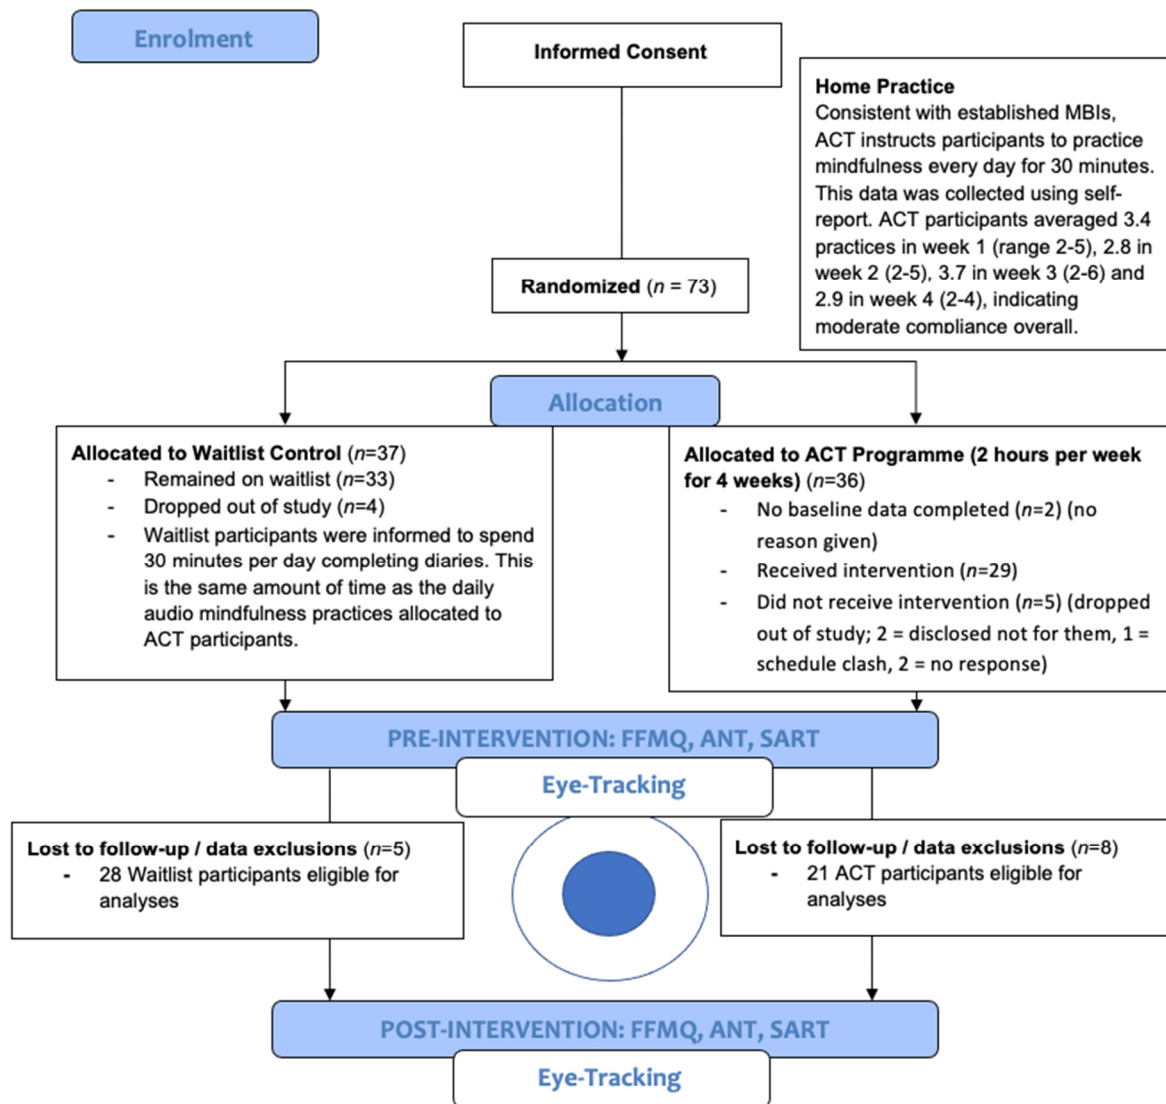 Enrolment
Informed Consent
Home Practice
Consistent with established MBIs,
ACT instructs participants to practice
mindfulness every day for 30 minutes.
This data was collected using self-
report. ACT participants averaged 3.4
practices in week 1 (range 2-5), 2.8 in
week 2 (2-5), 3.7 in week 3 (2-6) and
2.9 in week 4 (2-4), indicating
moderate compliance overall.
Randomized (n = 73)
Allocation
Allocated to Waitlist Control (n=37)
- Remained on waitlist (n=33)
- Dropped out of study (n=4)
- Waitlist participants were informed to spend
30 minutes per day completing diaries. This
is the same amount of time as the daily
audio mindfulness practices allocated to
ACT participants.
Allocated to ACT Programme (2 hours per week
for 4 weeks) (n=36)
- No baseline data completed (n=2) (no
reason given)
- Received intervention (n=29)
- Did not receive intervention (n=5) (dropped
out of study; 2 = disclosed not for them, 1 =
schedule clash, 2 = no response)
PRE-INTERVENTION: FFMQ, ANT, SART
Eye-Tracking
Lost to follow-up / data exclusions (n=5)
- 28 Waitlist participants eligible for
analyses
Lost to follow-up / data exclusions (n=8)
- 21 ACT participants eligible for
analyses
POST-INTERVENTION: FFMQ, ANT, SART
Eye-Tracking